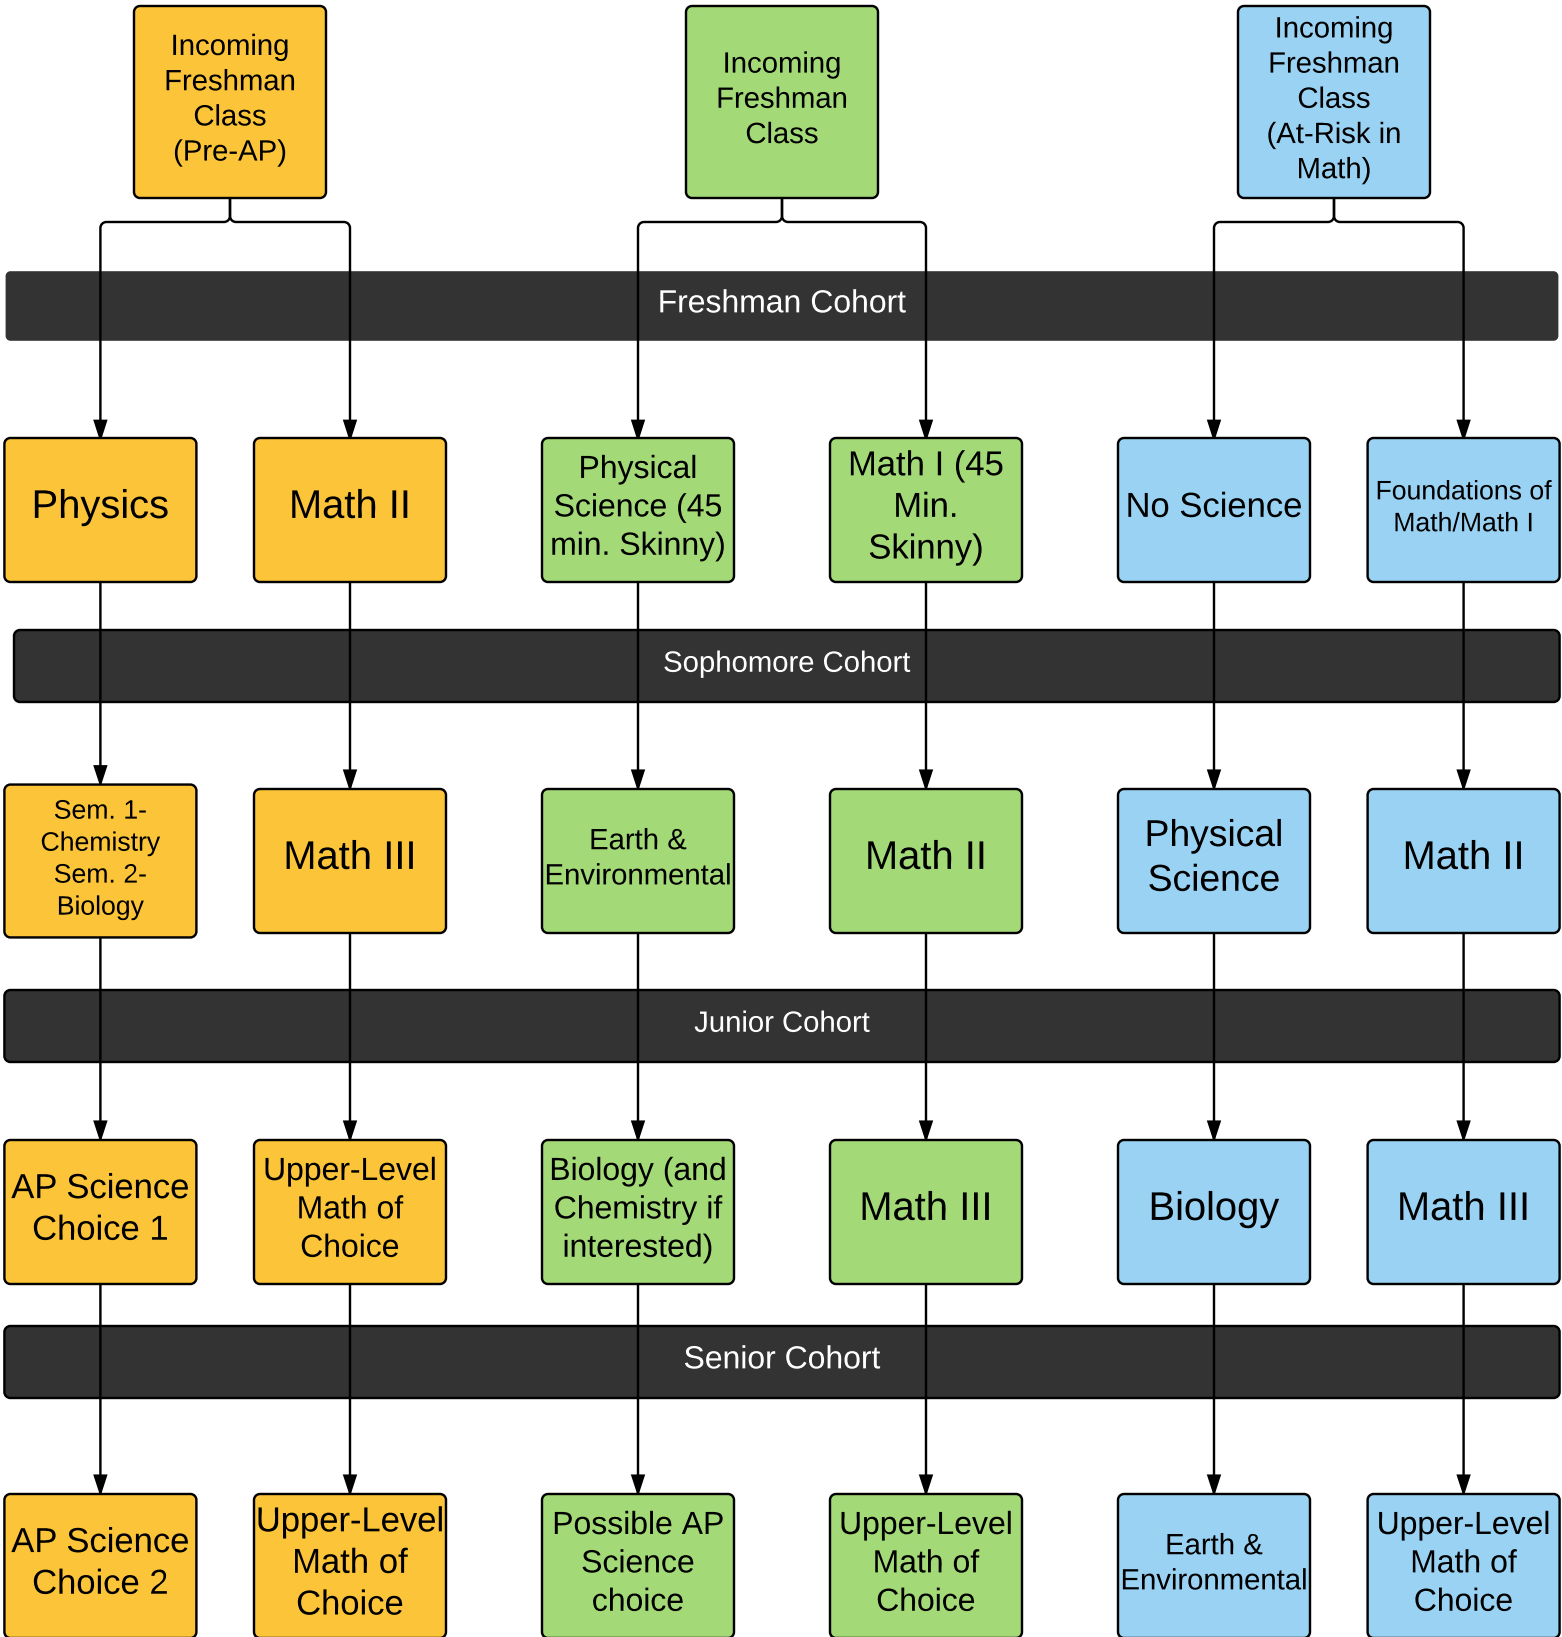 Incoming
Freshman
Class
(Pre-AP)
Incoming
Freshman
Class
Incoming
Freshman
Class
(At-Risk in
Math)
Freshman Cohort
Physics
Math II
Physical
Science (45
min. Skinny)
Math I (45
Min.
Skinny)
No Science
Foundations of
Math/Math I
Sophomore Cohort
Sem. 1-
Chemistry
Sem. 2-
Biology
Math III
Earth &
Environmental
Math II
Physical
Science
Math II
Junior Cohort
AP Science
Choice 1
Upper-Level
Math of
Choice
Biology (and
Chemistry if
interested)
Math III
Biology
Math III
Senior Cohort
AP Science
Choice 2
Upper-Level
Math of
Choice
Possible AP
Science
choice
Upper-Level
Math of
Choice
Earth &
Environmental
Upper-Level
Math of
Choice